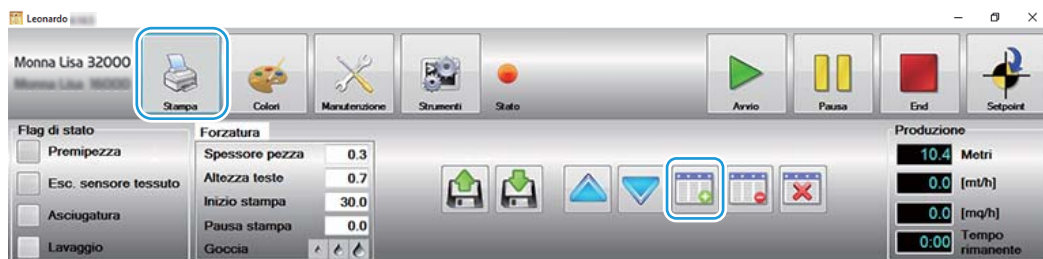 Leonardo
Monna Lisa 32000
Stampa
Colori
Manutenzione
Strumenti
Stato
Avvio
Pausa
End
Setpoint
Flag di stato
Premipezza
Esc. sensore tessuto
Asciugatura
Lavaggio
Forzatura
Spessore pezza 0.3
Altezza teste 0.7
Inizio stampa 30.0
Pausa stampa 0.0
Goccia
Produzione
10.4 Metri
0.0 [mt/h]
0.0 [mq/h]
0:00 Tempo
rimanente